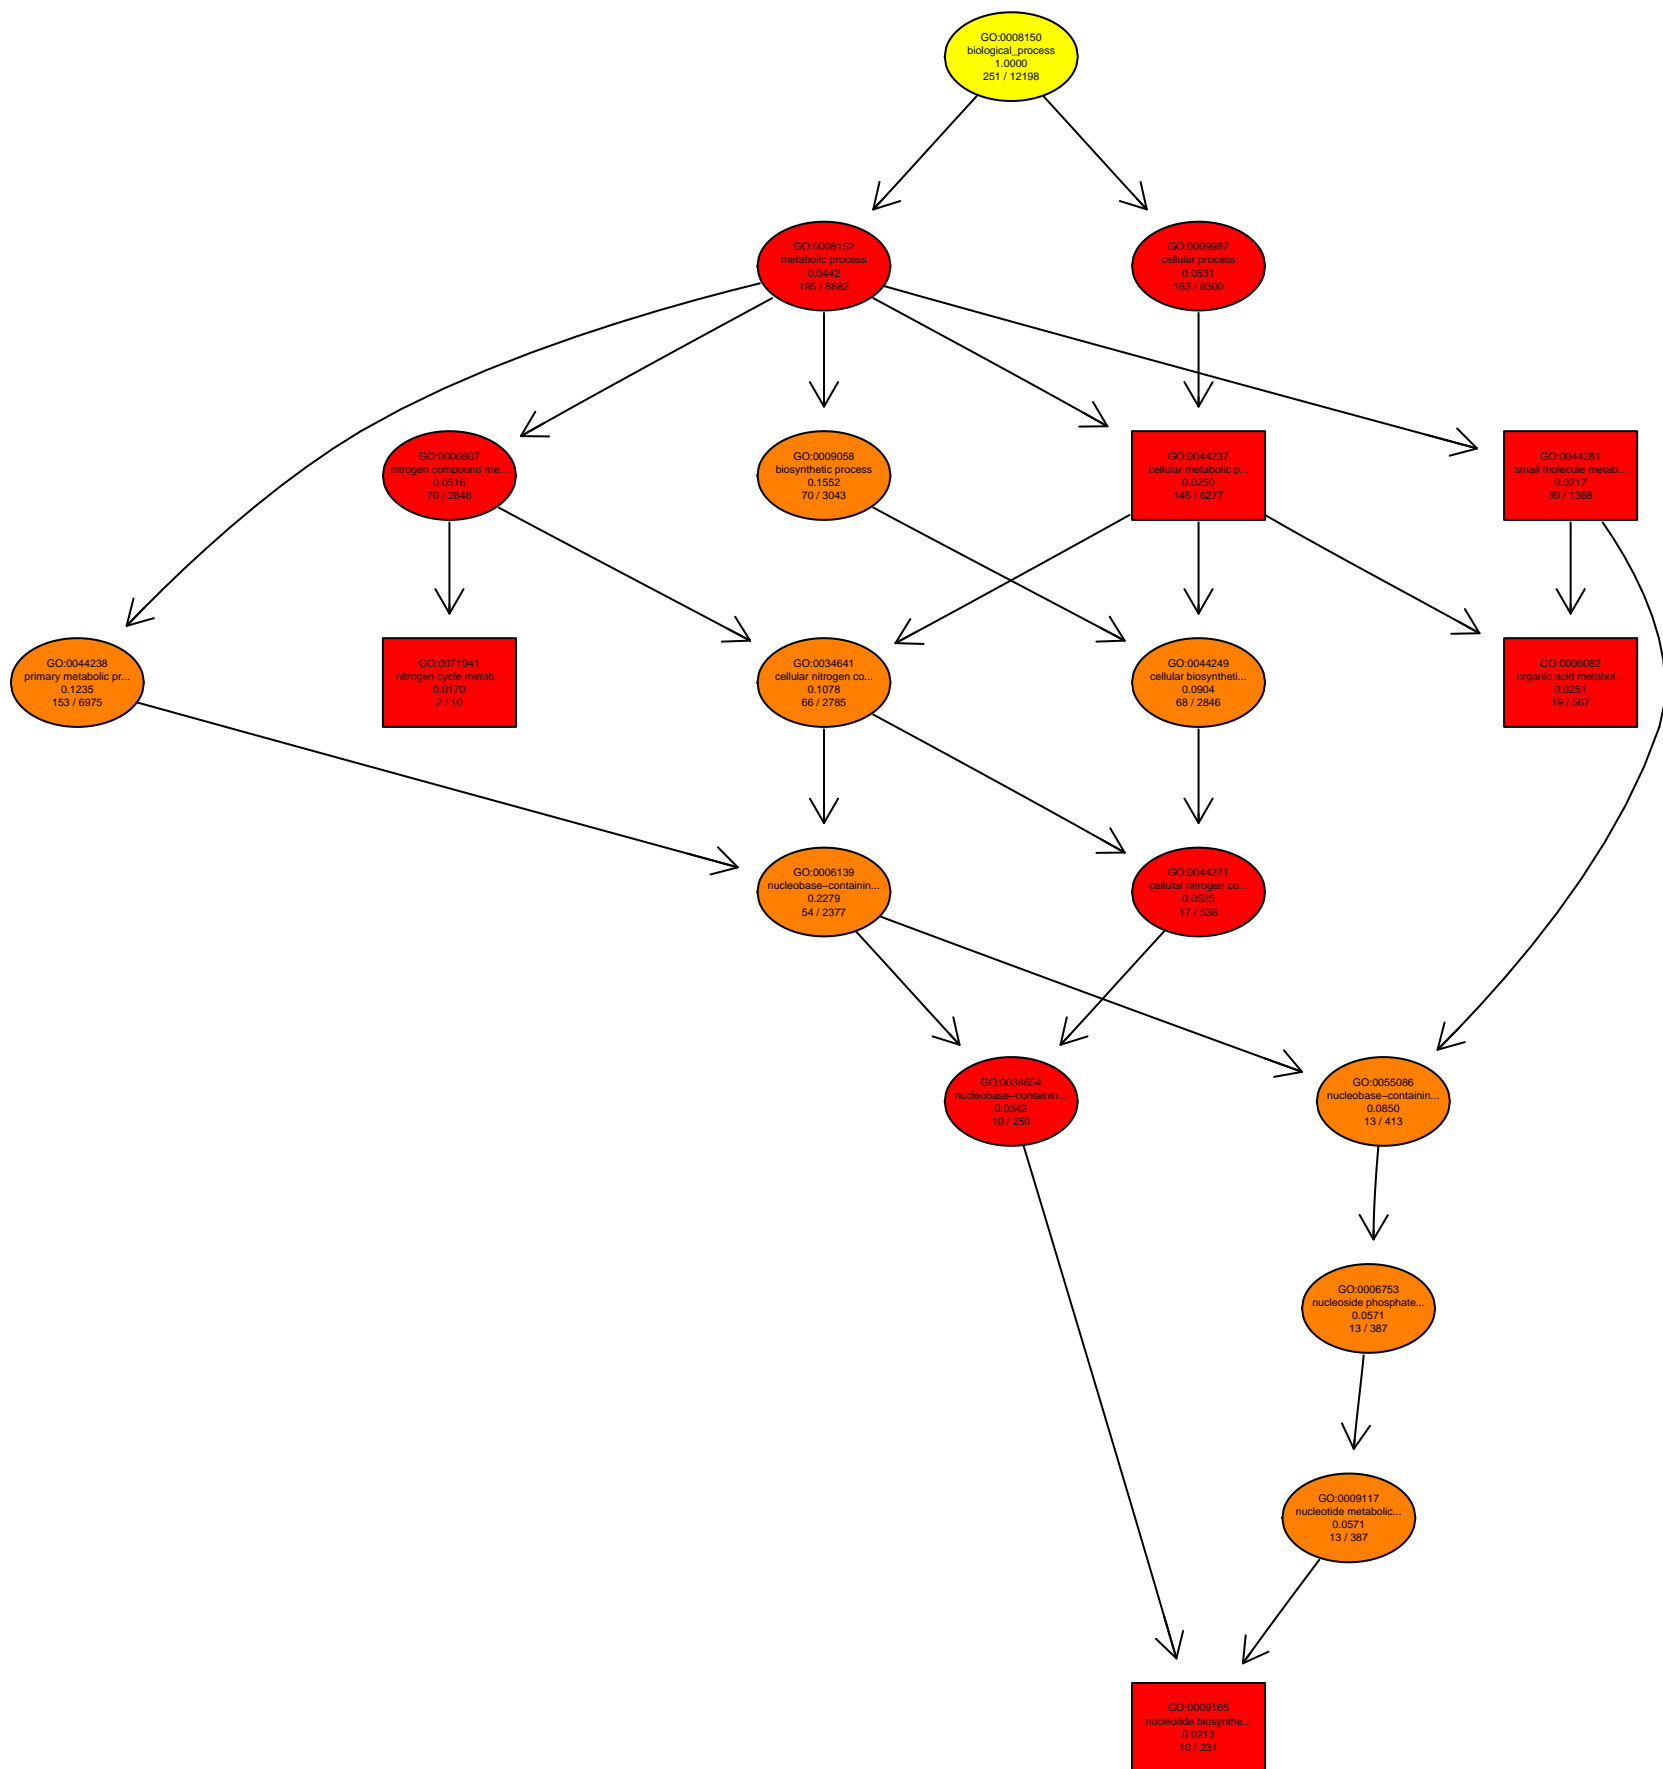 GO:0008150
biological_process
1.0000
251 / 12198
GO:0008152
metabolic process
0.0442
195 / 8882
GO:0009987
cellular process
0.0531
183 / 8300
GO:0006807
nitrogen compound me...
0.0516
70 / 2846
GO:0009058
biosynthetic process
0.1552
70 / 3043
GO:0044237
cellular metabolic p...
0.0250
145 / 6277
GO:0044281
small molecule metab...
0.0217
39 / 1368
GO:0044238
primary metabolic pr...
0.1235
153 / 6975
GO:0071941
nitrogen cycle metab...
0.0170
2 / 10
GO:0034641
cellular nitrogen co...
0.1078
66 / 2785
GO:0044249
cellular biosyntheti...
0.0904
68 / 2846
GO:0006082
organic acid metabol...
0.0251
19 / 567
GO:0006139
nucleobase−containin...
0.2279
54 / 2377
GO:0044271
cellular nitrogen co...
0.0525
17 / 538
GO:0034654
nucleobase−containin...
0.0342
10 / 250
GO:0055086
nucleobase−containin...
0.0850
13 / 413
GO:0006753
nucleoside phosphate...
0.0571
13 / 387
GO:0009117
nucleotide metabolic...
0.0571
13 / 387
GO:0009165
nucleotide biosynthe...
0.0213
10 / 231